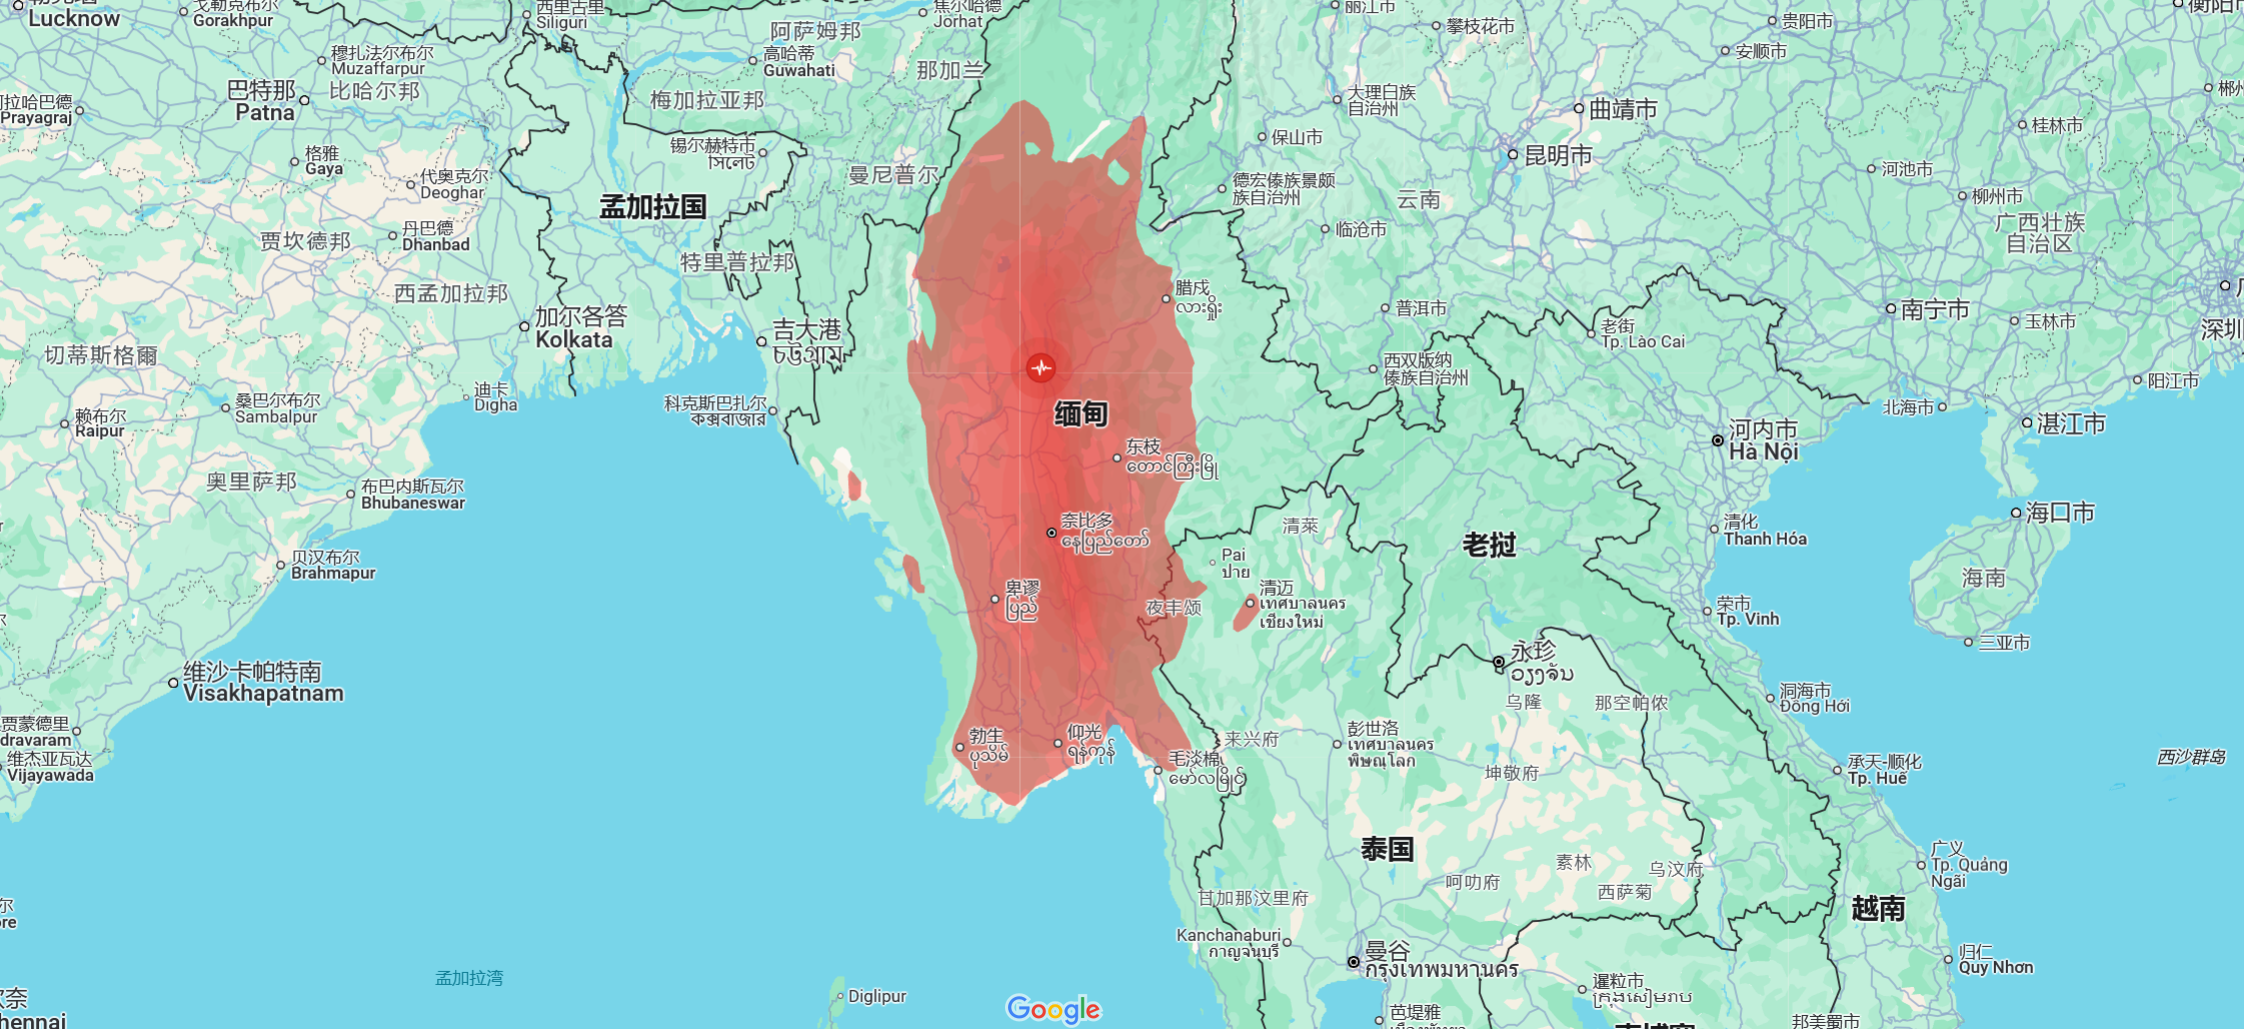 Lucknow
戈勒克布尔
Gorakhpur
西里古里
Siliguri
焦尔哈德
Jorhat
阿萨姆邦
丽江市
攀枝花市
贵阳市
安顺市
衡阳市
穆扎法尔布尔
Muzaffarpur
高哈蒂
Guwahati
那加兰
巴特那
Patna
比哈尔邦
梅加拉亚邦
大理白族
自治州
曲靖市
阿拉哈巴德
Prayagraj
桂林市
锡尔赫特市
সিলেট
保山市
昆明市
格雅
Gaya
代奥克尔
Deoghar
曼尼普尔
德宏傣族景颇
族自治州
云南
河池市
柳州市
孟加拉国
丹巴德
Dhanbad
贾坎德邦
临沧市
广西壮族
自治区
特里普拉邦
西孟加拉邦
腊戍
လားရှိုး
普洱市
南宁市
玉林市
加尔各答
Kolkata
吉大港
চট্টগ্রাম
老街
Tp. Lào Cai
深圳
切蒂斯格爾
西双版纳
傣族自治州
阳江市
迪卡
Digha
桑巴尔布尔
Sambalpur
科克斯巴扎尔
কক্সবাজার
缅甸
北海市
赖布尔
Raipur
河内市
Hà Nội
湛江市
东枝
တောင်ကြီးမြို့
奥里萨邦
布巴内斯瓦尔
Bhubaneswar
海口市
奈比多
နေပြည်တော်
清萊
清化
Thanh Hóa
老挝
贝汉布尔
Brahmapur
Pai
ปาย
海南
卑谬
ပြည်
夜丰颂
清迈
เทศบาลนคร
เชียงใหม่
荣市
Tp. Vinh
三亚市
永珍
ວຽງຈັນ
维沙卡帕特南
Visakhapatnam
乌隆
那空帕侬
洞海市
Đồng Hới
贾蒙德里
dravaram
勃生
ပုသိမ်
仰光
ရန်ကုန်
来兴府
彭世洛
เทศบาลนคร
พิษณุโลก
维杰亚瓦达
Vijayawada
毛淡棉
မော်လမြိုင်
坤敬府
承天-顺化
Tp. Huế
西沙群岛
泰国
素林
乌汶府
广义
Tp. Quảng
Ngãi
呵叻府
西萨菊
甘加那汶里府
越南
Kanchanaburi
กาญจนบุรี
曼谷
กรุงเทพมหานคร
归仁
Quy Nhơn
孟加拉湾
暹粒市
ក្រុងសៀមរាប
Diglipur
Google
芭堤雅
邦美蜀市